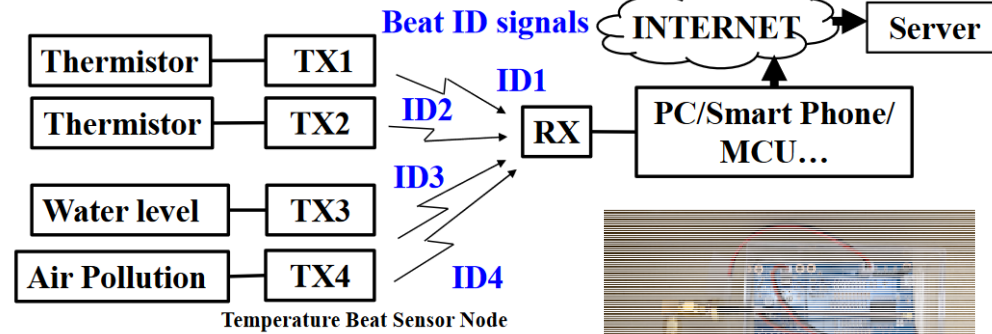 Beat ID signals
INTERNET
Server
Thermistor
TX1
ID1
Thermistor
TX2
ID2
RX
PC/Smart Phone/
MCU…
Water level
TX3
ID3
Air Pollution
TX4
ID4
Temperature Beat Sensor Node